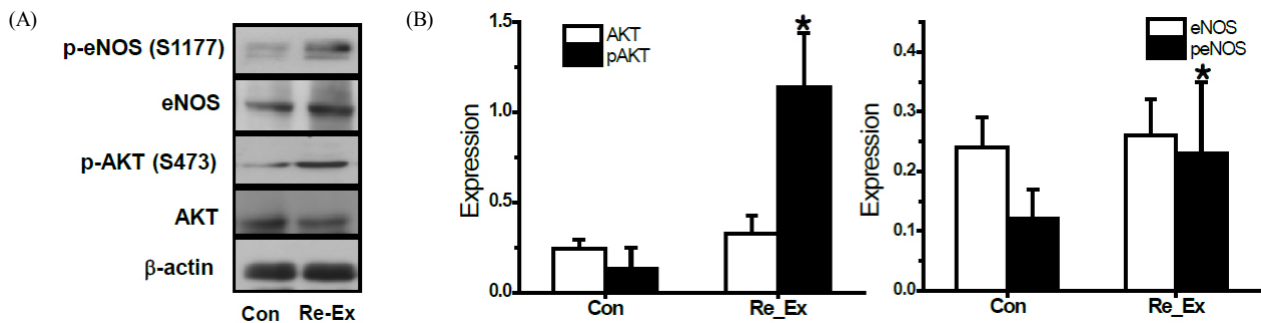 (A)
p-eNOS (S1177)
eNOS
p-AKT (S473)
AKT
β-actin
Con Re-Ex
(B)
1.5
1.0
0.5
0.0
Expression
AKT
pAKT
*
Con Re_Ex
0.4
0.3
0.2
0.1
0.0
Expression
eNOS
peNOS
*
Con Re_Ex